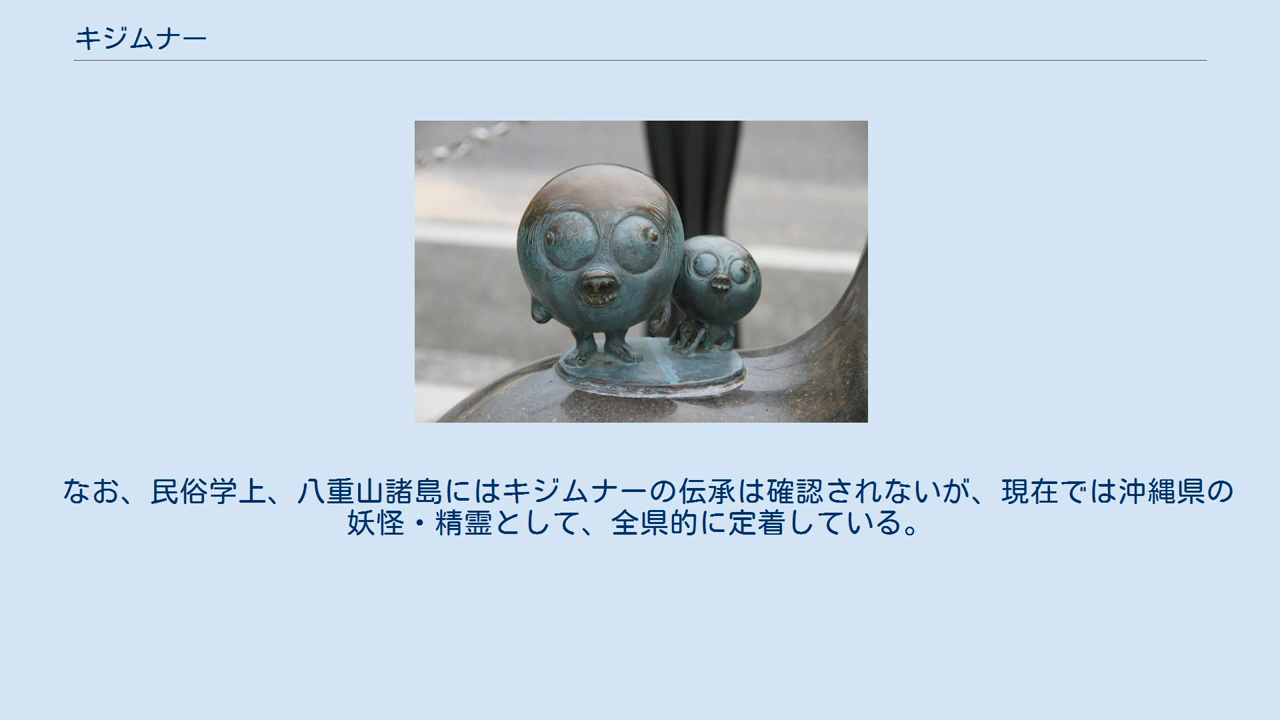 キジムナー
なお、民俗学上、八重山諸島にはキジムナーの伝承は確認されないが、現在では沖縄県の
妖怪・精霊として、全県的に定着している。